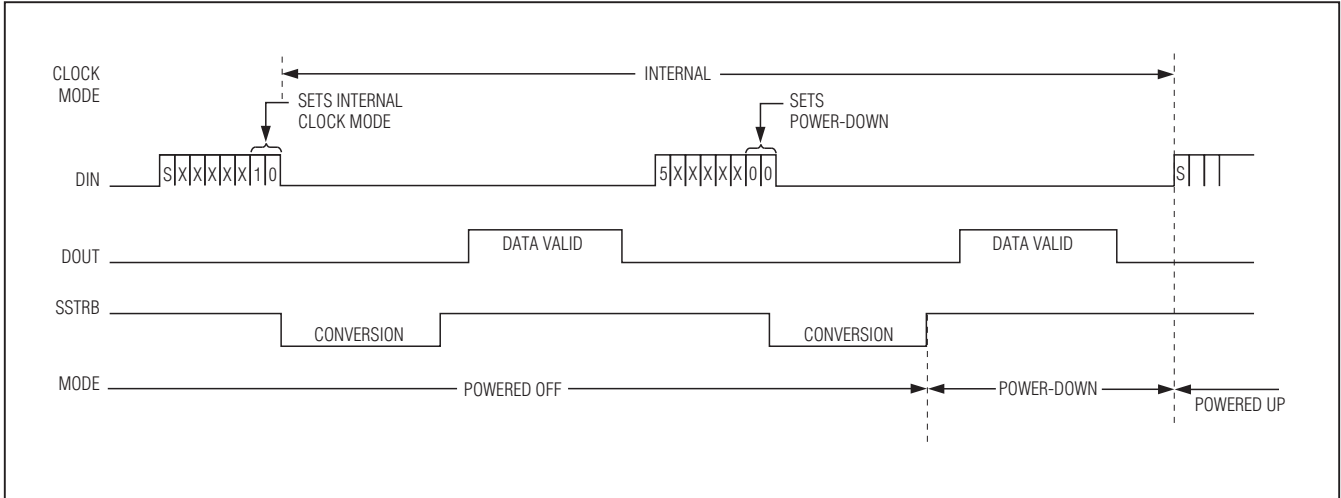 CLOCK
MODE
INTERNAL
SETS INTERNAL
CLOCK MODE
SETS
POWER-DOWN
DIN
S X X X X X 1 0
5 X X X X X 0 0
S
DOUT
DATA VALID
DATA VALID
SSTRB
CONVERSION
CONVERSION
MODE
POWERED OFF
POWER-DOWN
POWERED UP